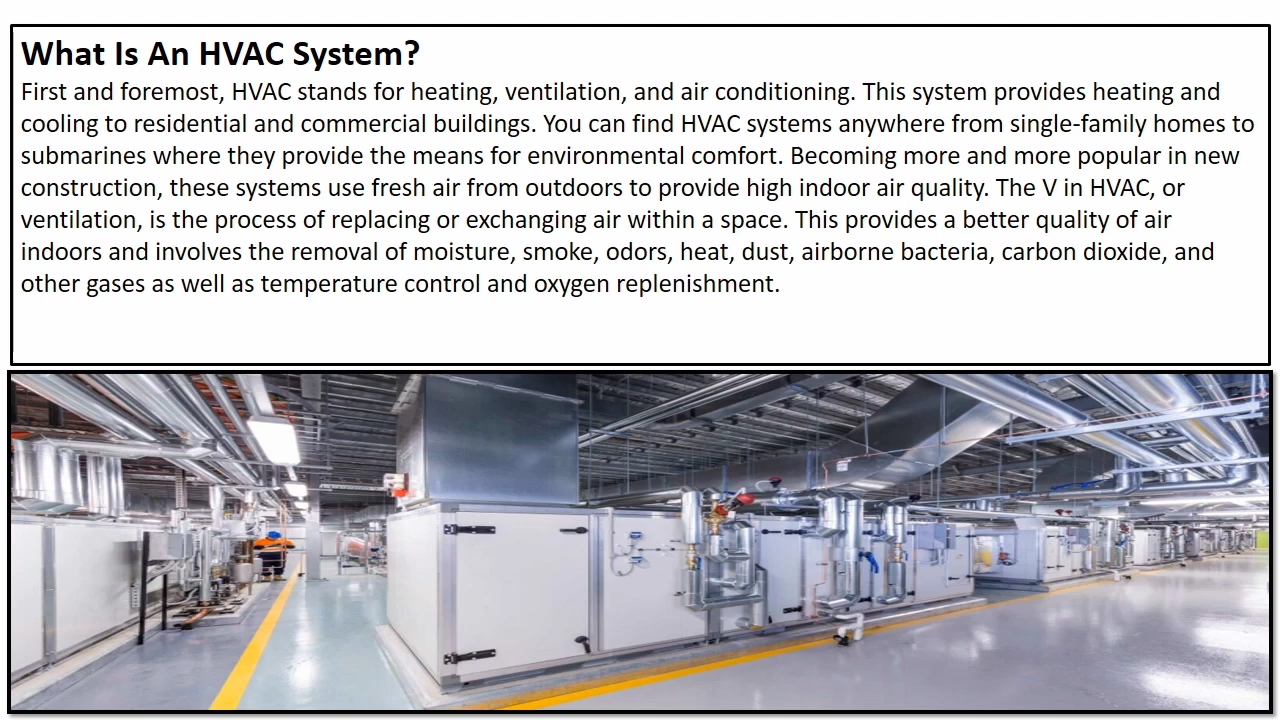 What Is An HVAC System?
First and foremost, HVAC stands for heating, ventilation, and air conditioning. This system provides heating and
cooling to residential and commercial buildings. You can find HVAC systems anywhere from single-family homes to
submarines where they provide the means for environmental comfort. Becoming more and more popular in new
construction, these systems use fresh air from outdoors to provide high indoor air quality. The V in HVAC, or
ventilation, is the process of replacing or exchanging air within a space. This provides a better quality of air
indoors and involves the removal of moisture, smoke, odors, heat, dust, airborne bacteria, carbon dioxide, and
other gases as well as temperature control and oxygen replenishment.